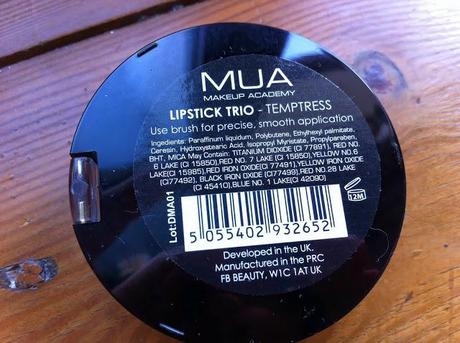 MUA
MAKEUP ACADEMY
LIPSTICK TRIO - TEMPTRESS
Use brush for precise, smooth application
Ingredients: Paraffinum liquidum, Polybutene, Ethylhexyl palmitate,
Ceresin, Hydroxystearic Acid, Isopropyl Myristate, Propylparaben,
BHT, MICA May Contain: TITANIUM DIOXIDE (CI 77891), RED NO.
6 LAKE (CI 15850), RED NO. 7 LAKE (CI 15850), YELLOW NO.6
LAKE(CI 15985), RED IRON OXIDE(CI 77491), YELLOW IRON OXIDE
(CI77492), BLACK IRON OXIDE (CI77499), RED NO.28 LAKE
(CI 45410), BLUE NO. 1 LAKE(CI 42090)
Lot:DMA01
12M
5 055402 932652
Developed in the UK.
Manufactured in the PRC
FB BEAUTY, W1C 1AT UK